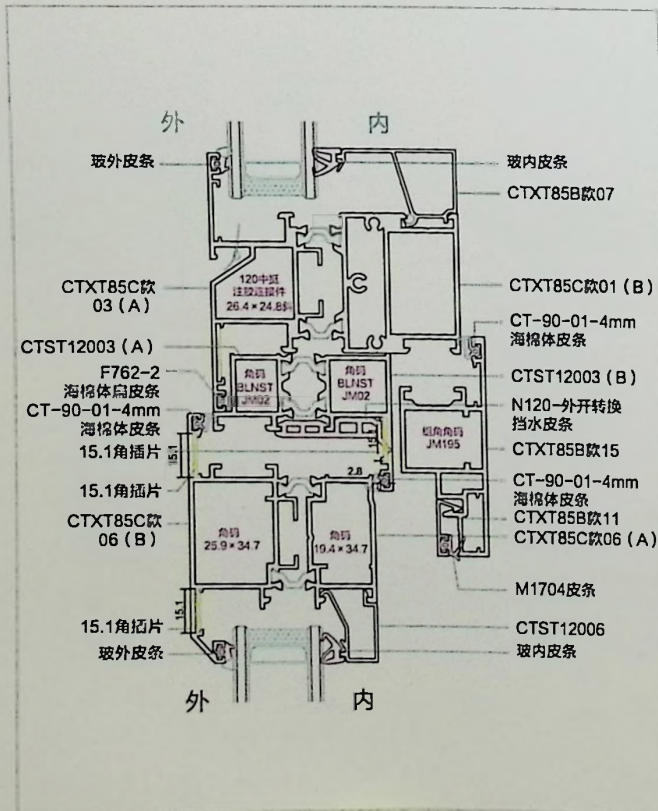 外
内
玻外皮条
玻内皮条
CTXT85B款07
120中挺
注胶连接件
26.4×24.8斜
CTXT85C款
03（A）
CTXT85C款01（B）
CT-90-01-4mm
海棉体皮条
CTST12003（A）
F762-2
海棉体扇皮条
角码
BLNST
JM02
角码
BLNST
JM02
CTST12003（B）
CT-90-01-4mm
海棉体皮条
N120-外开转换
挡水皮条
组角角码
JM195
15.1角插片
15.1
CTXT85B款15
15.1角插片
2.8
CT-90-01-4mm
海棉体皮条
CTXT85C款
06（B）
角码
25.9×34.7
角码
19.4×34.7
CTXT85B款11
CTXT85C款06（A）
M1704皮条
15.1
15.1角插片
CTST12006
玻外皮条
玻内皮条
外
内